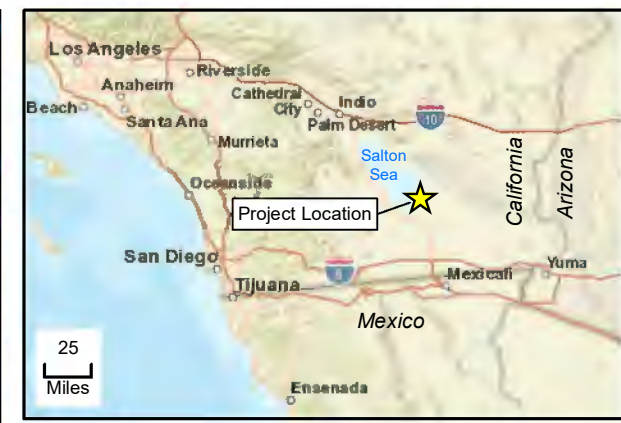 Los Angeles
Riverside
Anaheim
Cathedral
City
Indio
Palm Desert
10
Beach
Santa Ana
Murrieta
Salton
Sea
California
Arizona
Oceanside
Project Location
San Diego
8
Mexicali
Yuma
Tijuana
Mexico
25
Miles
Ensenada